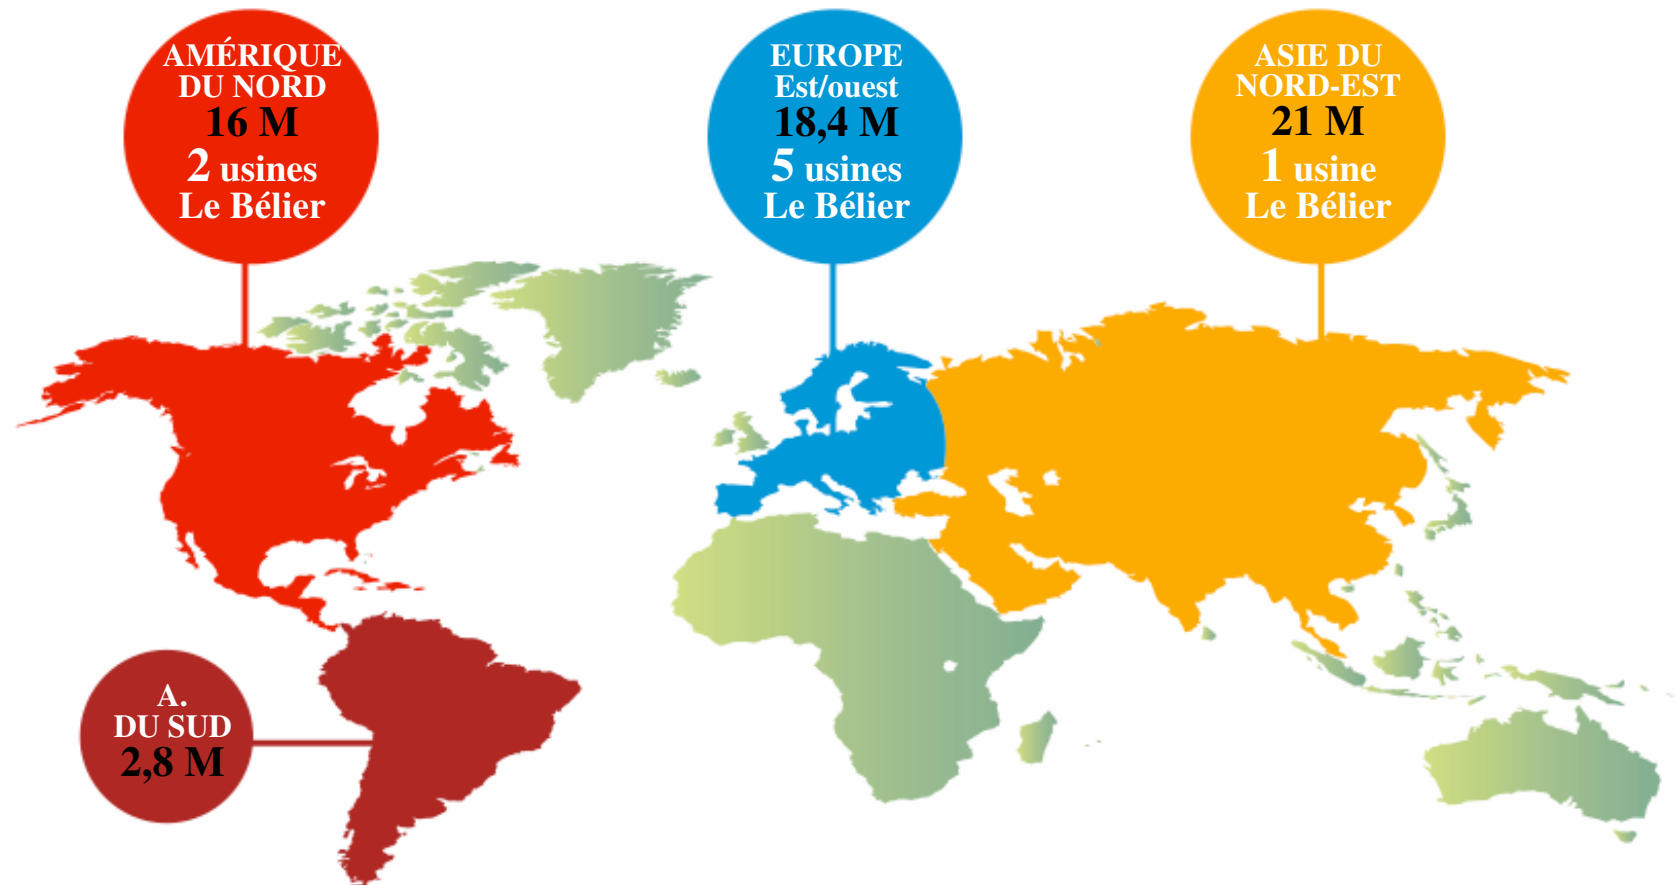 AMÉRIQUE
DU NORD
16 M
2 usines
Le Bélier
EUROPE
Est/ouest
18,4 M
5 usines
Le Bélier
ASIE DU
NORD-EST
21 M
1 usine
Le Bélier
A.
DU SUD
2,8 M